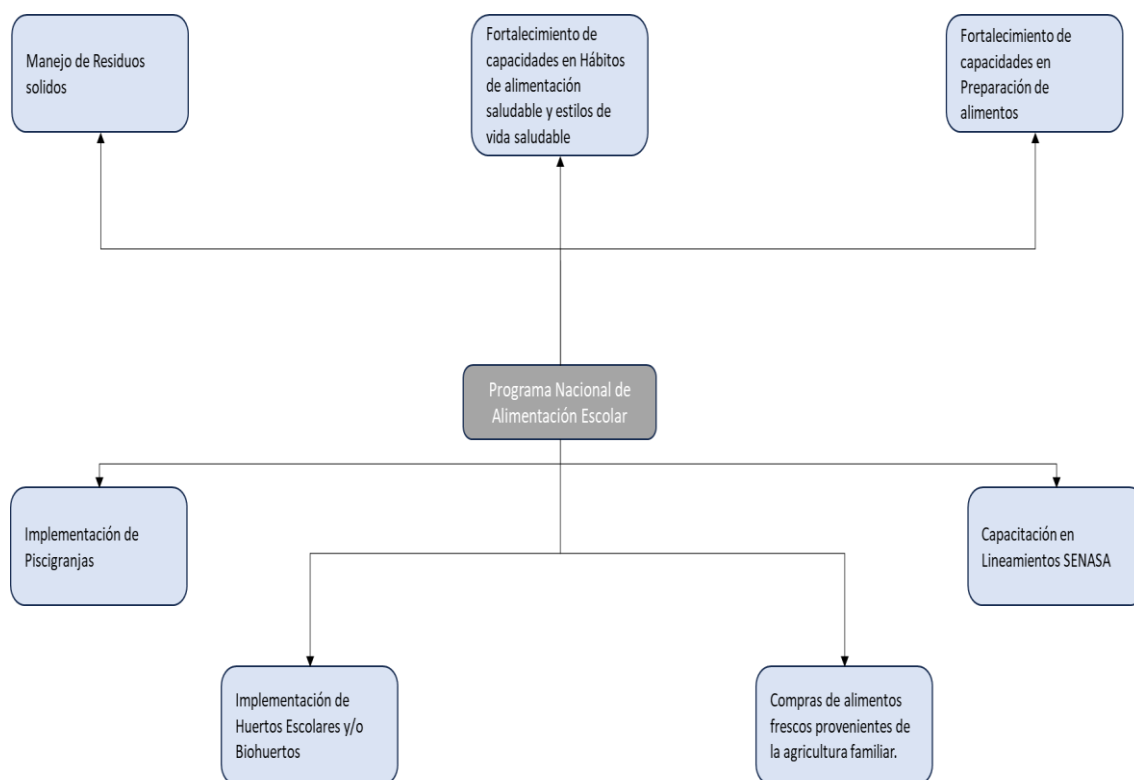 Manejo de Residuos
solidos
Fortalecimiento de
capacidades en Hábitos
de alimentación
saludable y estilos de
vida saludable
Fortalecimiento de
capacidades en
Preparación de
alimentos
Programa Nacional de
Alimentación Escolar
Implementación de
Piscigranjas
Capacitación en
Lineamientos SENASA
Implementación de
Huertos Escolares y/o
Biohuertos
Compras de alimentos
frescos provenientes de
la agricultura familiar.